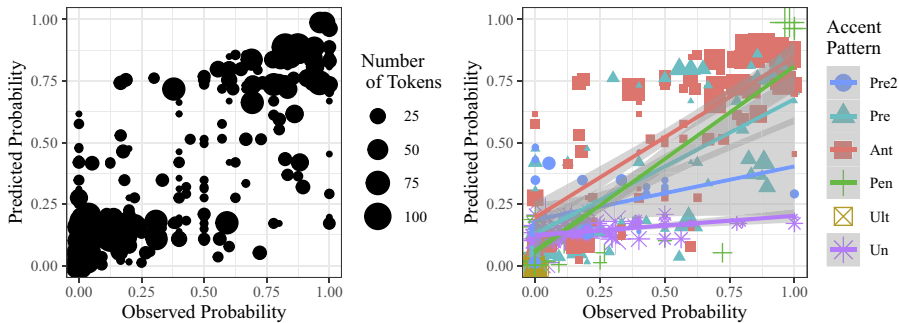 1.00
0.75
0.50
0.25
0.00
Predicted Probability
0.00 0.25 0.50 0.75 1.00
Observed Probability
Number
of Tokens
25
50
75
100
1.00
0.75
0.50
0.25
0.00
Predicted Probability
0.00 0.25 0.50 0.75 1.00
Observed Probability
Accent
Pattern
Pre2
Pre
Ant
Pen
Ult
Un